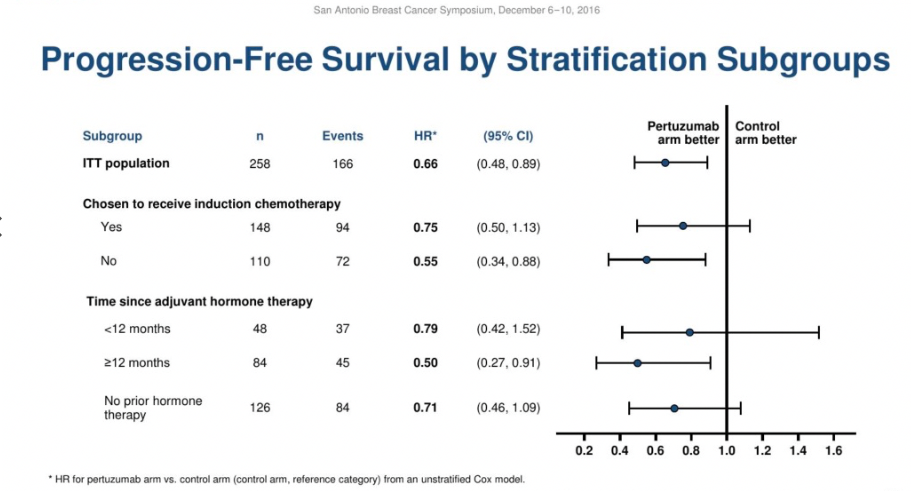 San Antonio Breast Cancer Symposium, December 6–10, 2016
Progression-Free Survival by Stratification Subgroups
Subgroup n Events HR* (95% CI) Pertuzumab arm better Control arm better
ITT population 258 166 0.66 (0.48, 0.89)
Chosen to receive induction chemotherapy
Yes 148 94 0.75 (0.50, 1.13)
No 110 72 0.55 (0.34, 0.88)
Time since adjuvant hormone therapy
<12 months 48 37 0.79 (0.42, 1.52)
≥12 months 84 45 0.50 (0.27, 0.91)
No prior hormone therapy 126 84 0.71 (0.46, 1.09)
0.2 0.4 0.6 0.8 1.0 1.2 1.4 1.6
* HR for pertuzumab arm vs. control arm (control arm, reference category) from an unstratified Cox model.